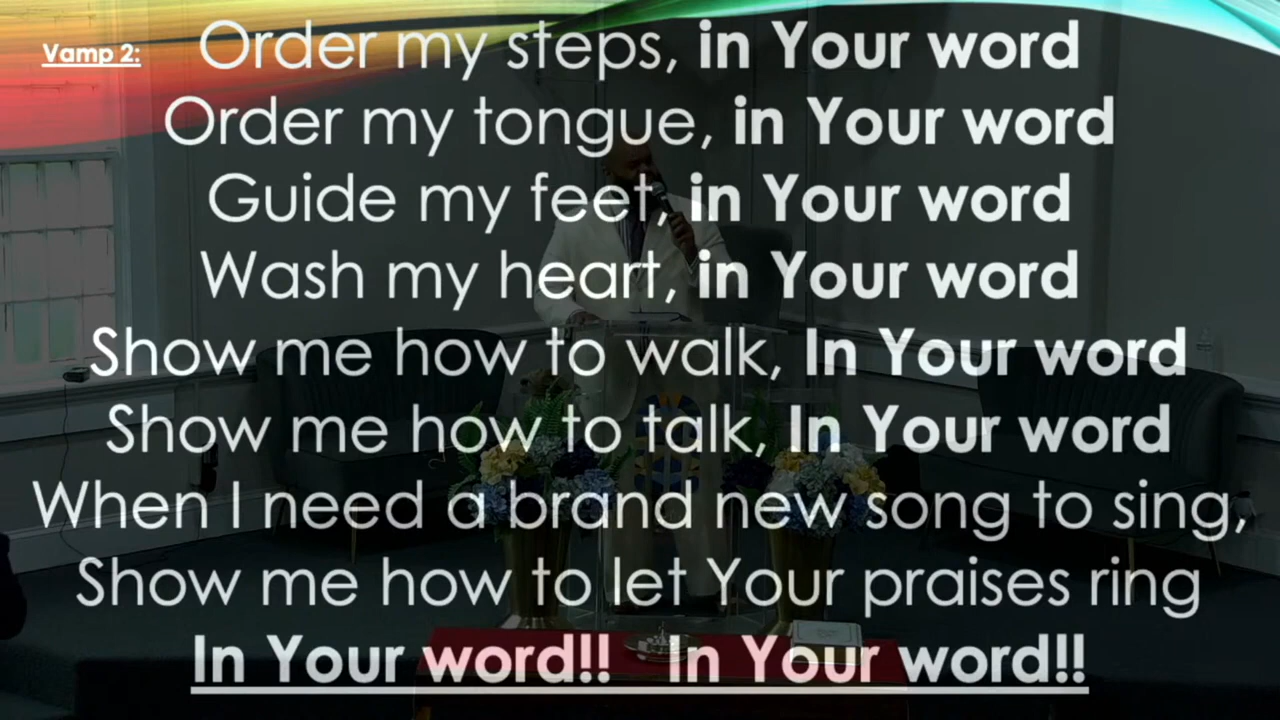 Vamp 2:
Order my steps, in Your word
Order my tongue, in Your word
Guide my feet, in Your word
Wash my heart, in Your word
Show me how to walk, In Your word
Show me how to talk, In Your word
When I need a brand new song to sing,
Show me how to let Your praises ring
In Your word!! In Your word!!